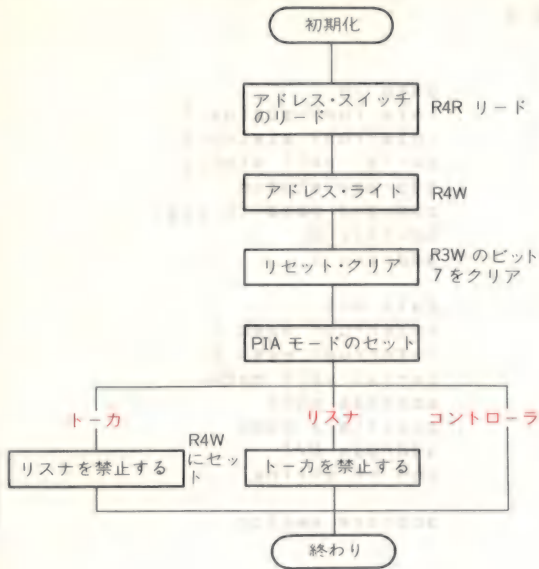 初期化
アドレス・スイッチ
のリード
R4R リード
アドレス・ライト
R4W
リセット・クリア
R3W のビット
7 をクリア
PIA モードのセット
トーカ
リスナ
コントローラ
リスナを禁止する
R4W
にセッ
ト
トーカを禁止する
終わり